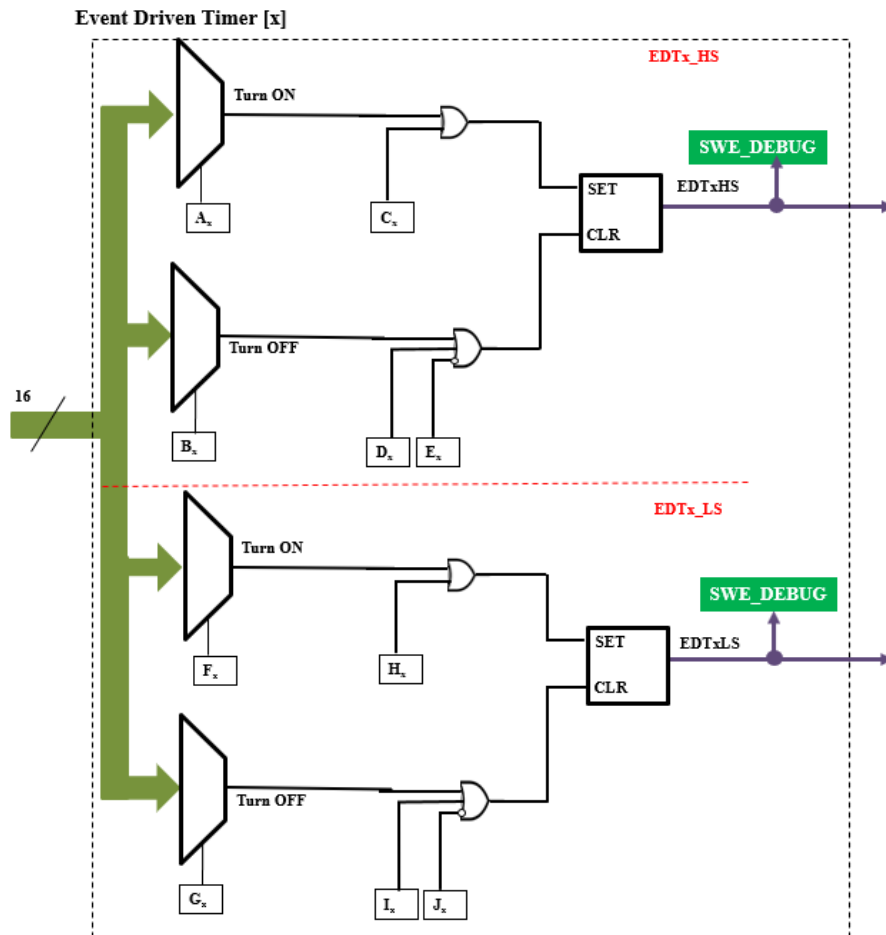 Event Driven Timer [x]
EDTx_HS
Turn ON
SWE_DEBUG
SET
EDTxHS
Aₓ
Cₓ
CLR
Turn OFF
16
Bₓ
Dₓ
Eₓ
EDTx_LS
Turn ON
SWE_DEBUG
SET
EDTxLS
Fₓ
Hₓ
CLR
Turn OFF
Gₓ
Iₓ
Jₓ